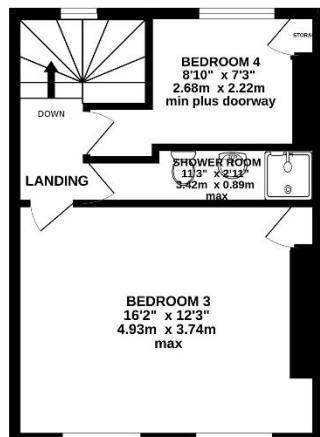 STORAGE
BEDROOM 4
8'10" x 7'3"
2.68m x 2.22m
min plus doorway
DOWN
SHOWER ROOM
11'3" x 2'11"
3.42m x 0.89m
max
LANDING
BEDROOM 3
16'2" x 12'3"
4.93m x 3.74m
max